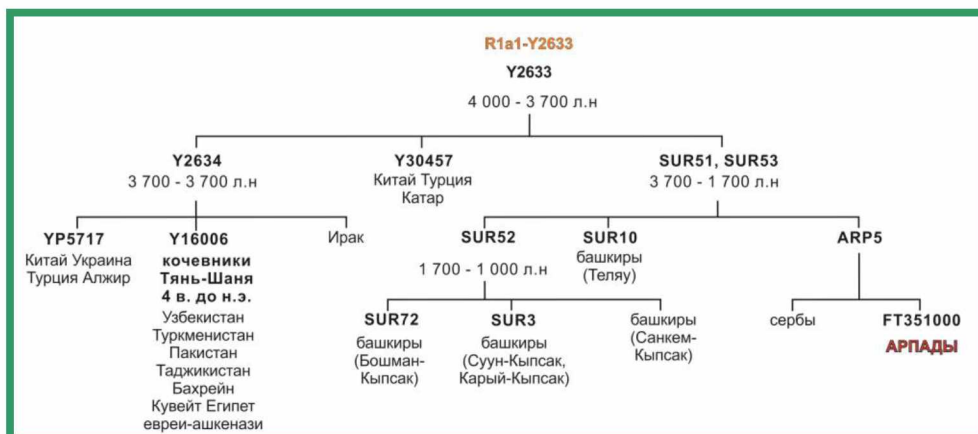 R1a1-Y2633
Y2633
4 000 - 3 700 л.н
Y2634
3 700 - 3 700 л.н
Y30457
Китай Турция
Катар
SUR51, SUR53
3 700 - 1 700 л.н
YP5717
Китай Украина
Турция Алжир
Y16006
кочевники
Тянь-Шаня
4 в. до н.э.
Узбекистан
Туркменистан
Пакистан
Таджикистан
Бахрейн
Кувейт Египет
евреи-ашкенази
Ирак
SUR52
1 700 - 1 000 л.н
SUR10
башкиры
(Теляу)
ARP5
SUR72
башкиры
(Бошман-
Кыпсак)
SUR3
башкиры
(Суун-Кыпсак,
Карый-Кыпсак)
башкиры
(Санкем-
Кыпсак)
сербы
FT351000
АРПАДЫ